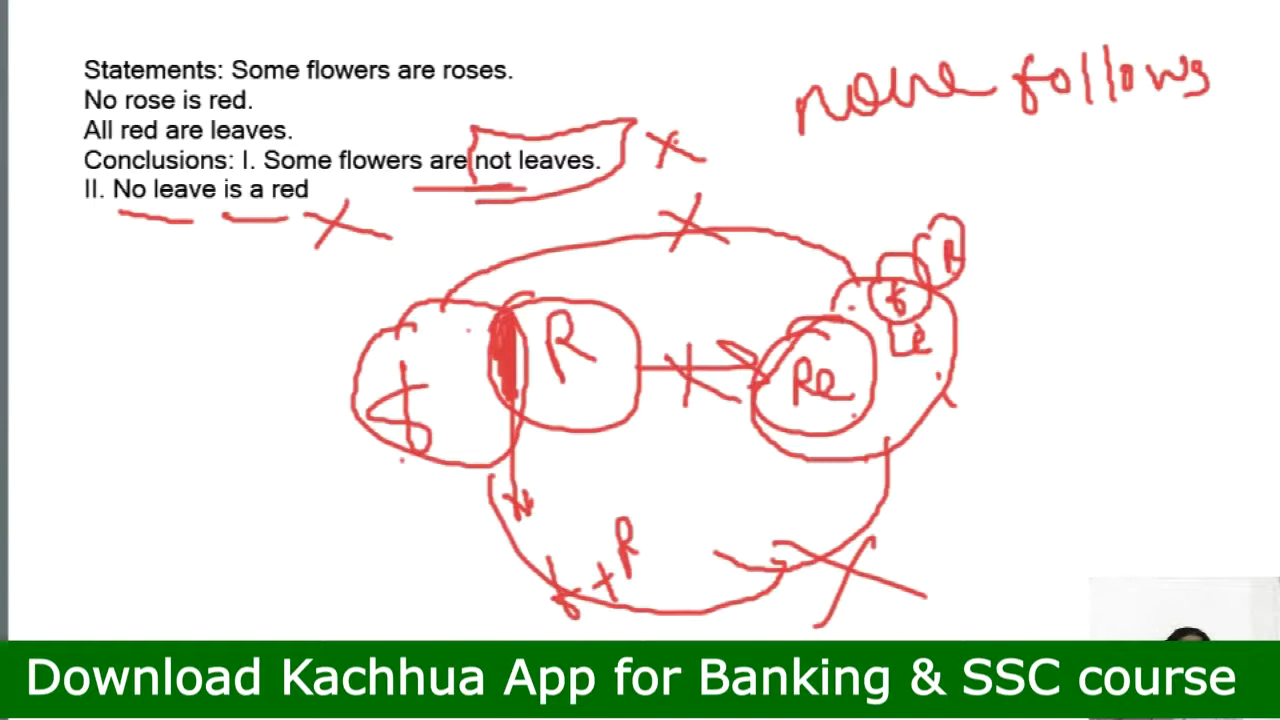 Statements: Some flowers are roses.
No rose is red.
All red are leaves.
Conclusions: I. Some flowers are not leaves.
II. No leave is a red
none follows
f
R
Re
f
R
Le
f + R
Download Kachhua App for Banking & SSC course